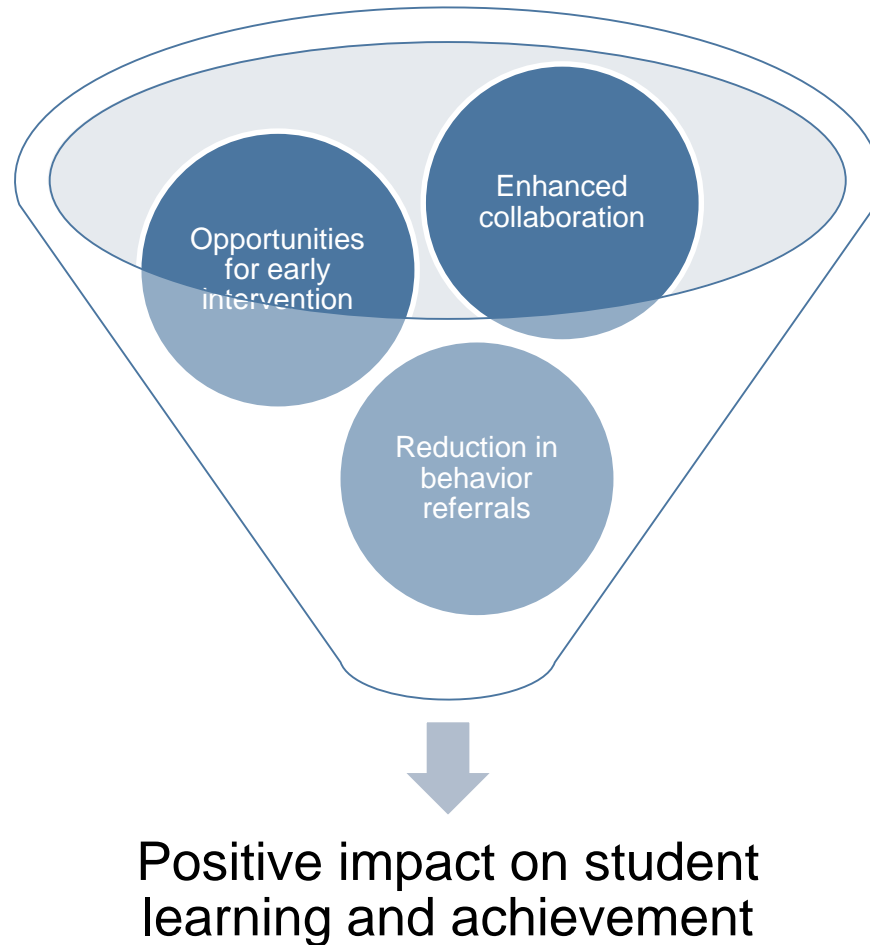 Enhanced
collaboration
Opportunities
for early
intervention
Reduction in
behavior
referrals
Positive impact on student
learning and achievement